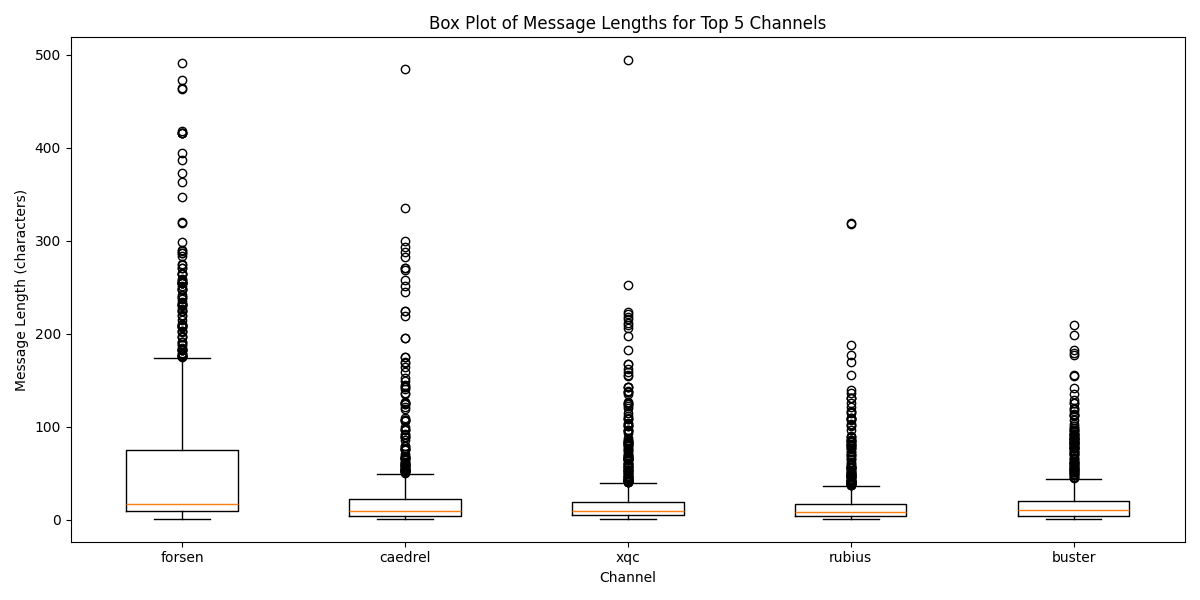 Box Plot of Message Lengths for Top 5 Channels
500
400
300
200
100
0
Message Length (characters)
forsen caedrel xqc rubius buster
Channel